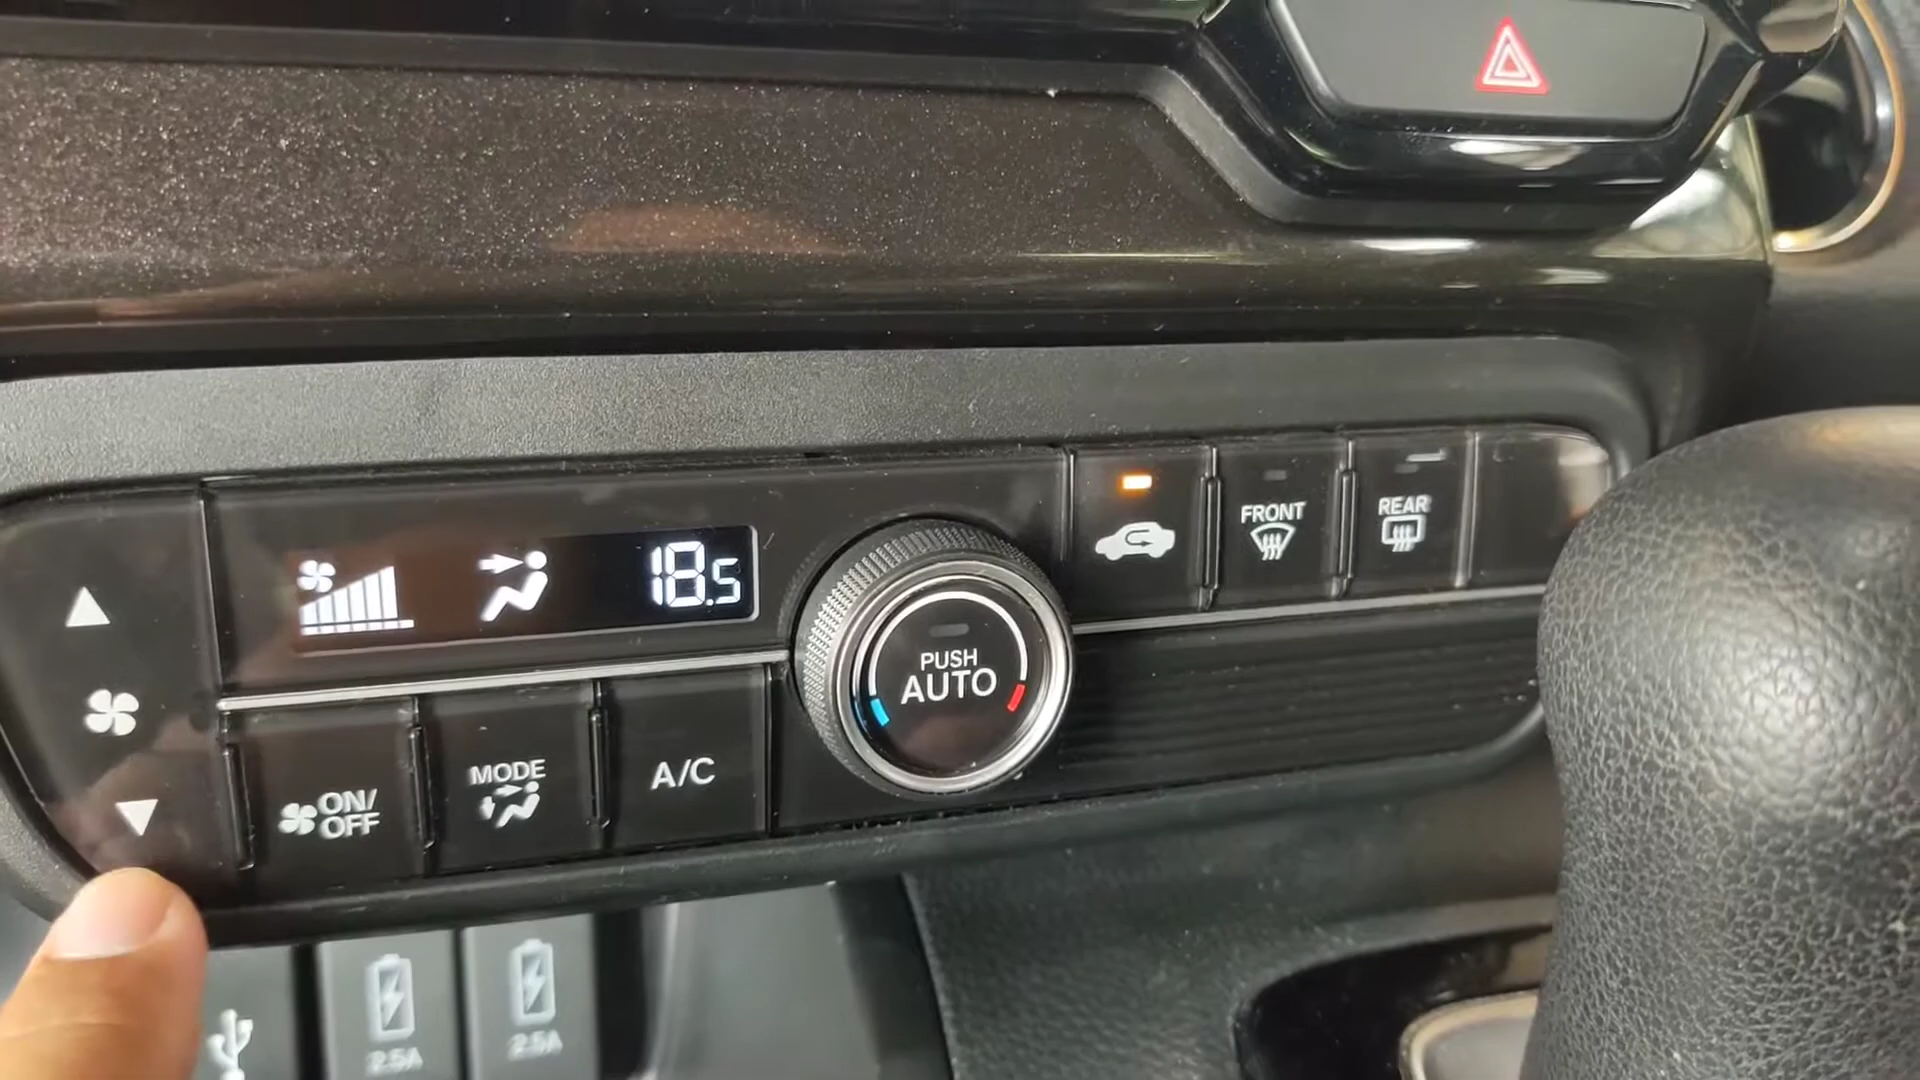 18.5
FRONT
REAR
PUSH
AUTO
ON/
OFF
MODE
A/C
2.5A
2.5A